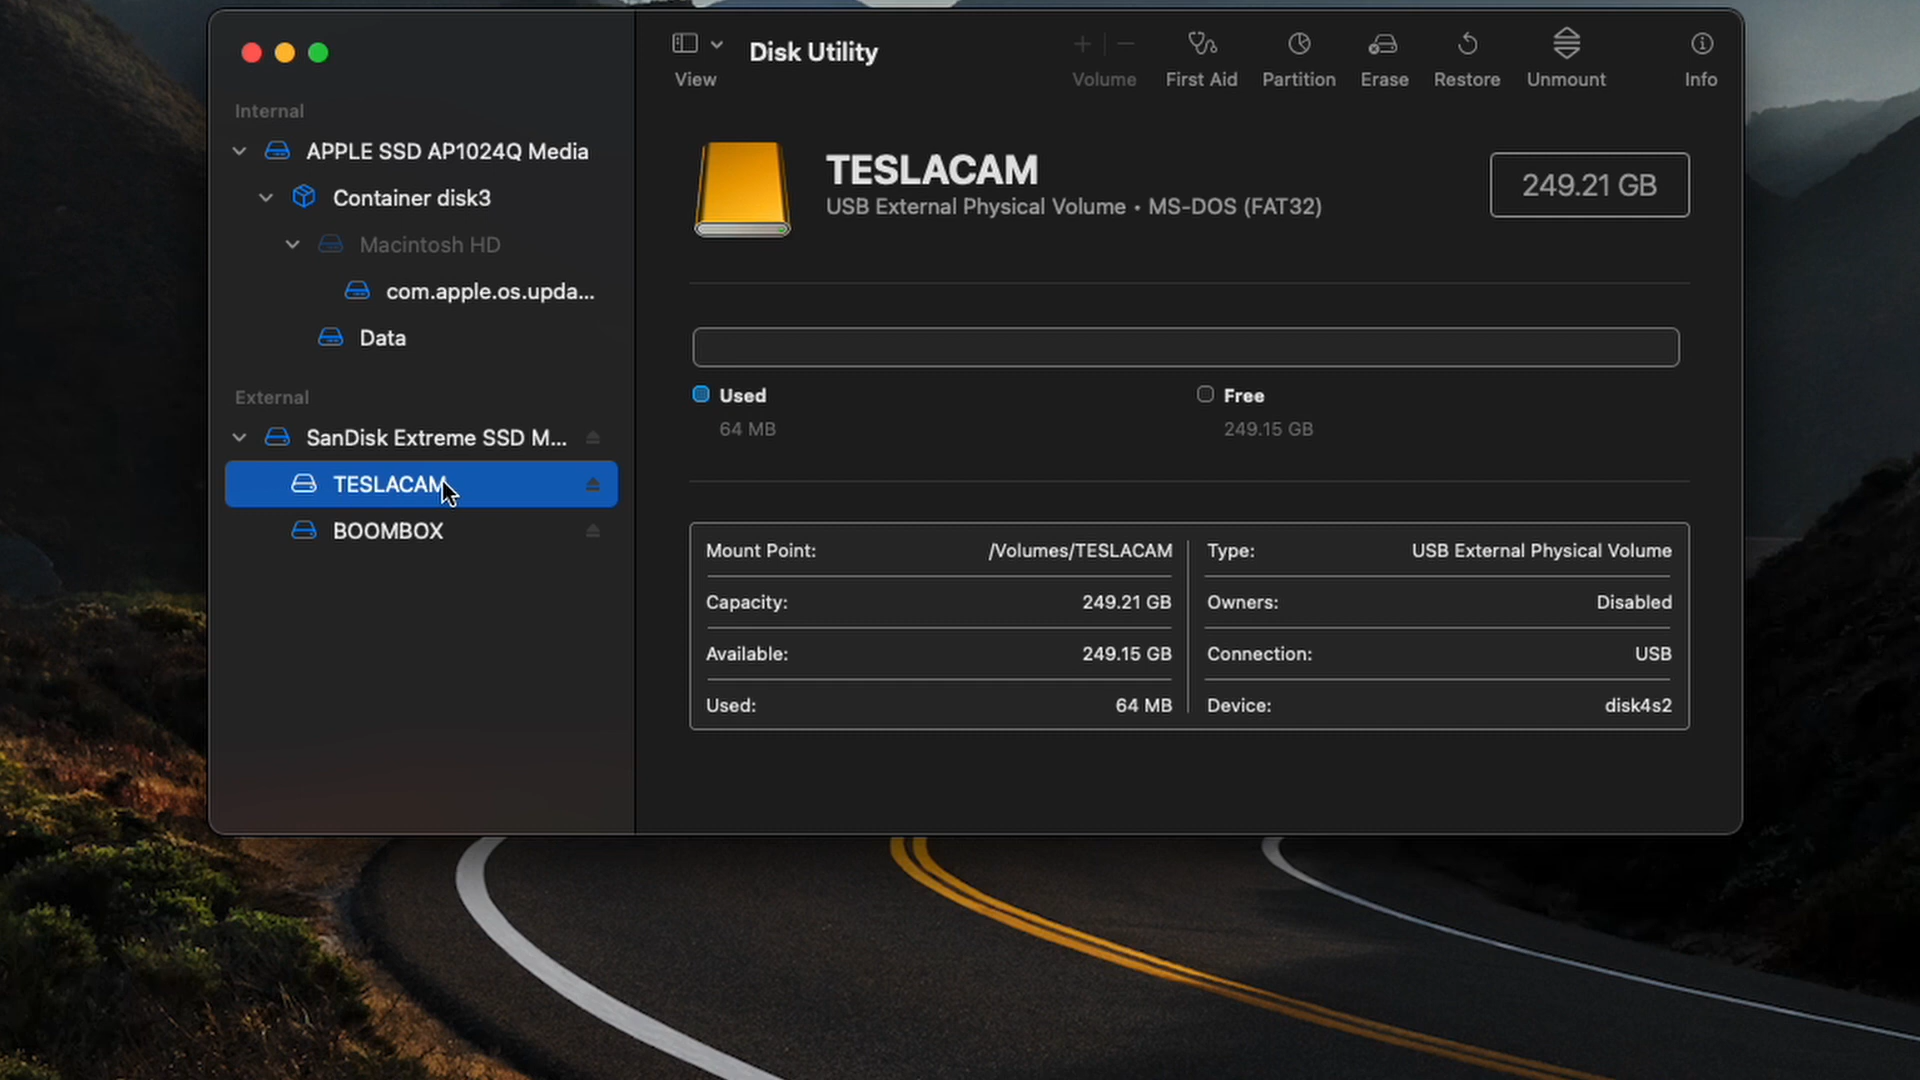 Internal
APPLE SSD AP1024Q Media
Container disk3
Macintosh HD
com.apple.os.upda...
Data
External
SanDisk Extreme SSD M...
TESLACAM
BOOMBOX
View
Disk Utility
Volume
First Aid
Partition
Erase
Restore
Unmount
Info
TESLACAM
USB External Physical Volume • MS-DOS (FAT32)
249.21 GB
Used
64 MB
Free
249.15 GB
Mount Point: /Volumes/TESLACAM
Capacity: 249.21 GB
Available: 249.15 GB
Used: 64 MB
Type: USB External Physical Volume
Owners: Disabled
Connection: USB
Device: disk4s2